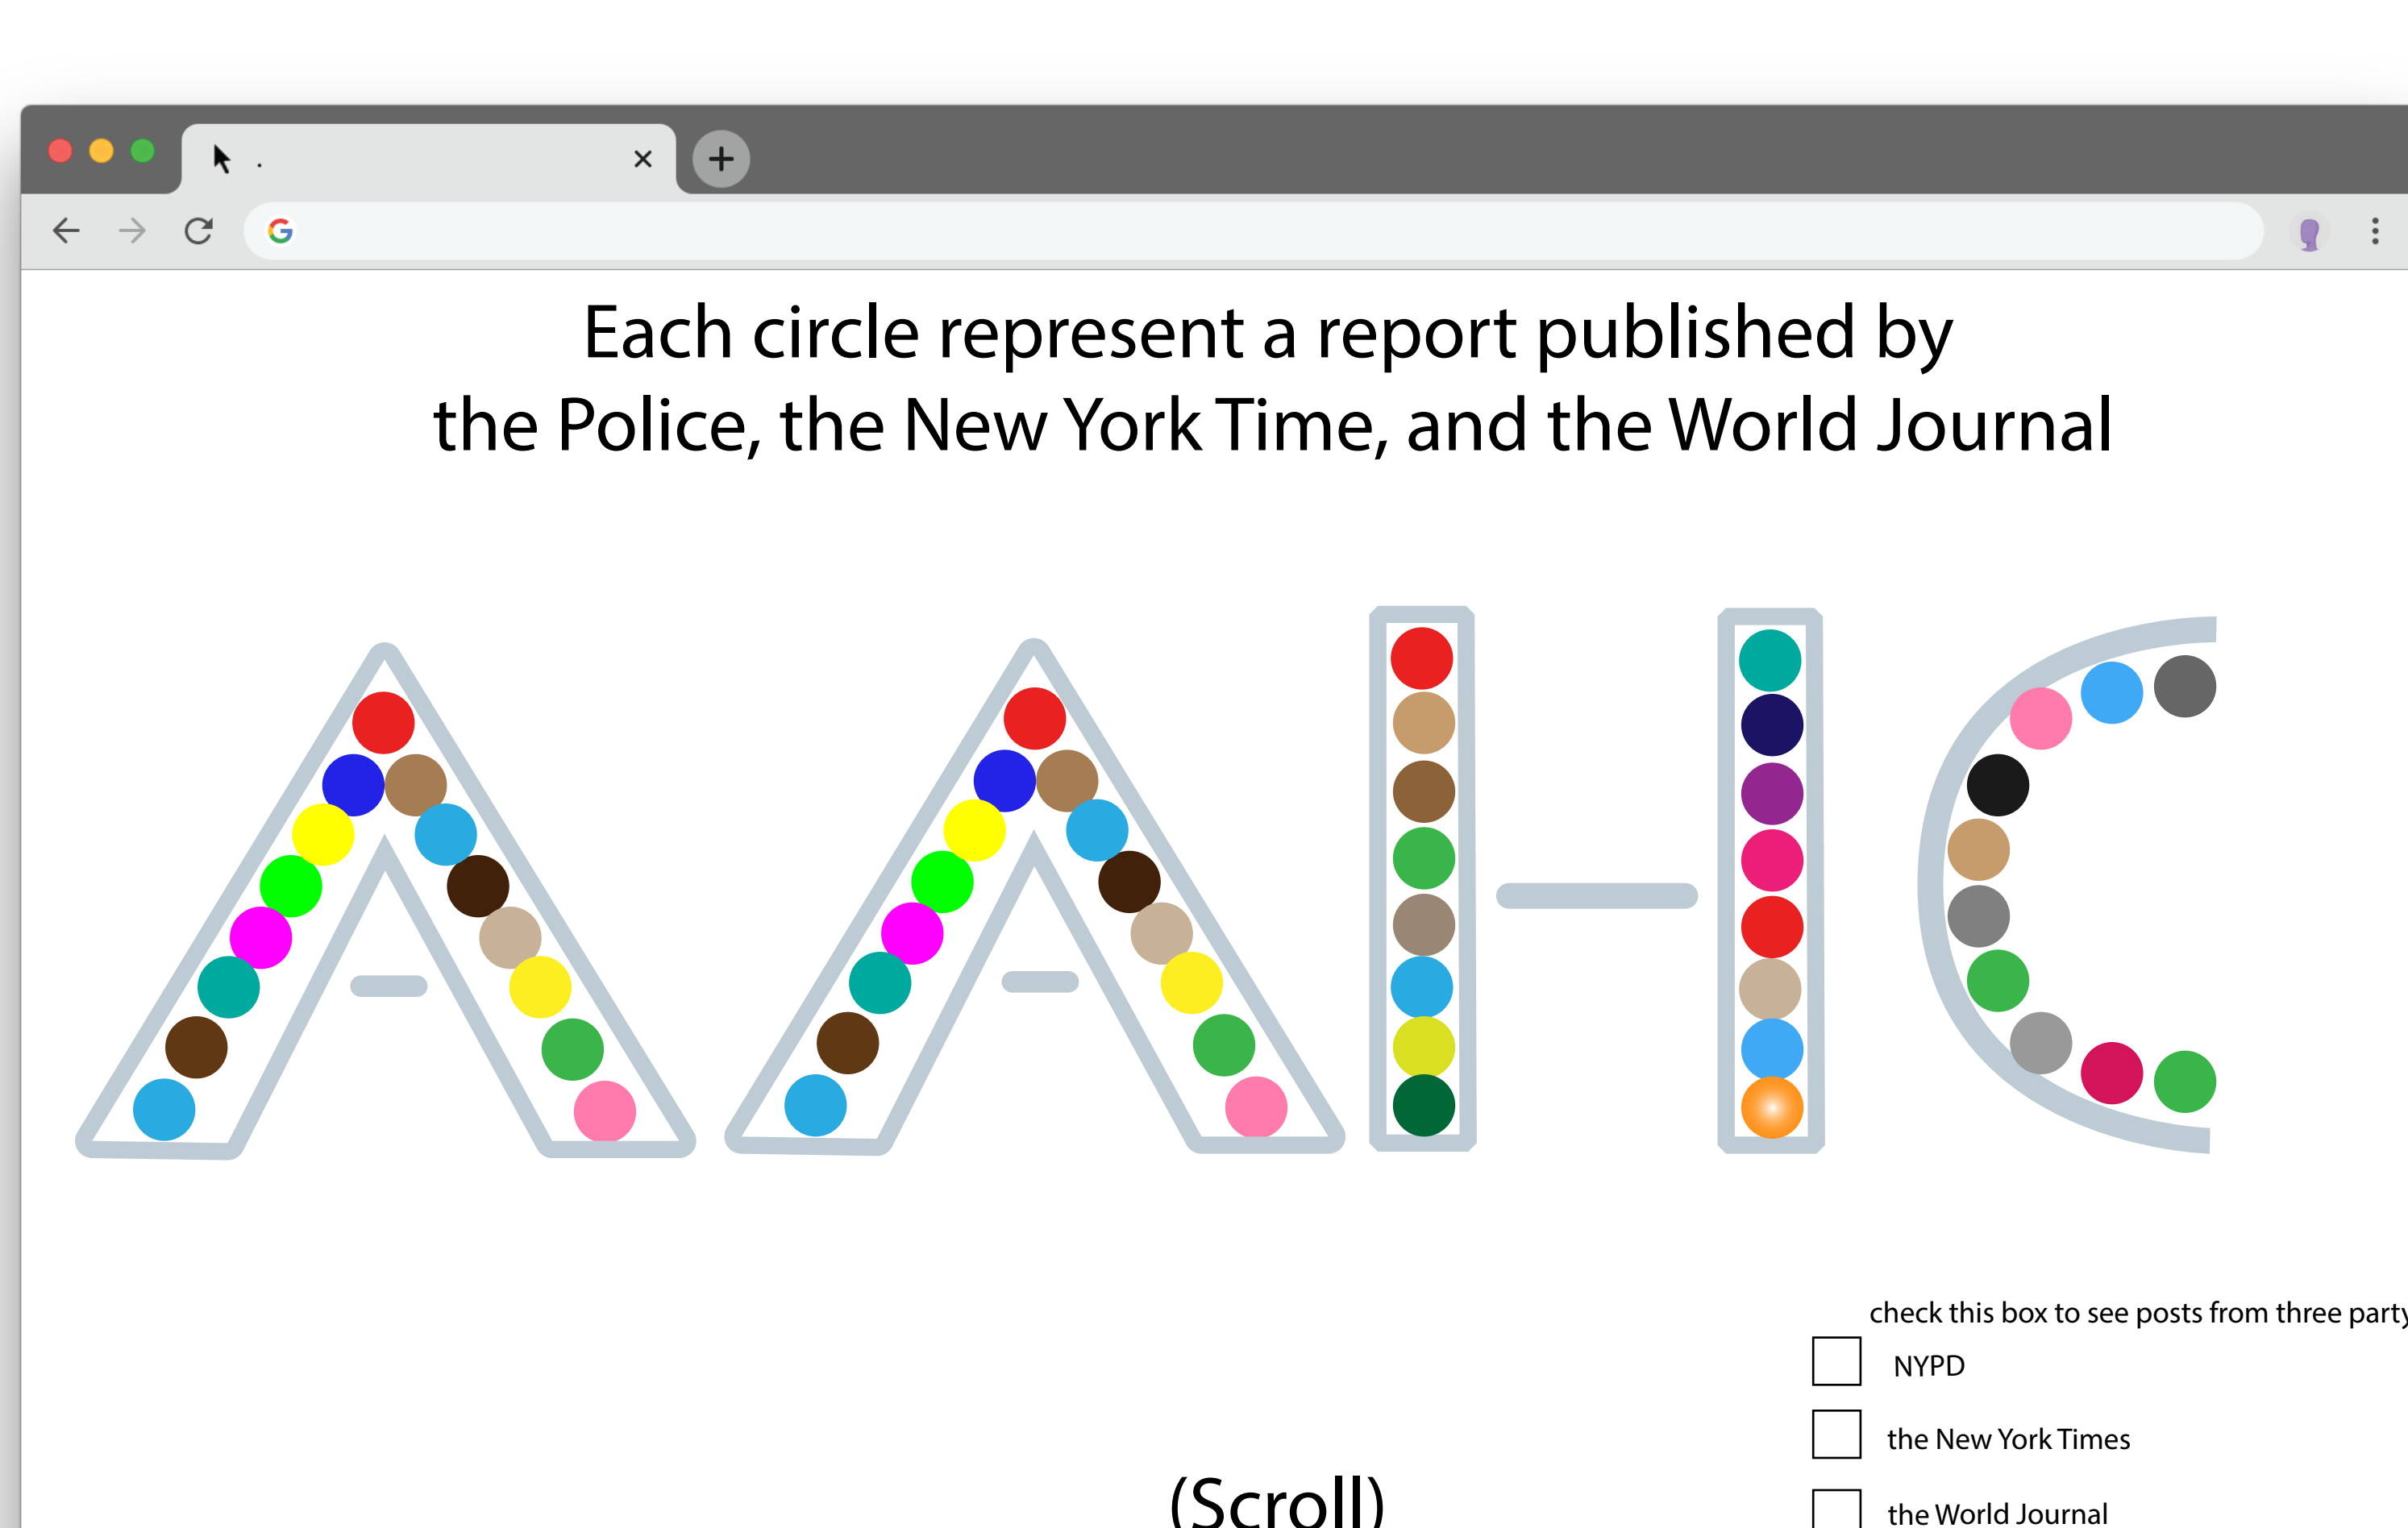 .
Each circle represent a report published by
the Police, the New York Time, and the World Journal
AAHC
check this box to see posts from three party
NYPD
the New York Times
(Scroll)
the World Journal